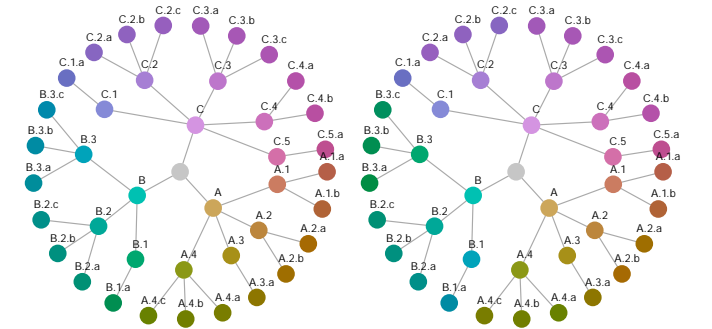 C.2.b C.2.c C.3.a C.3.b C.2.b C.2.c C.3.a C.3.b
C.2.a C.3.c C.2.a C.3.c
C.1.a C.2 C.3 C.4.a C.1.a C.2 C.3 C.4.a
B.3.c C.1 C C.4 C.4.b B.3.c C.1 C C.4 C.4.b
B.3.b B.3 C.5 C.5.a B.3.b B.3 C.5 C.5.a
B.3.a A.1 A.1.a B.3.a A.1 A.1.a
B A A.1.b B A A.1.b
B.2.c B.2 A.2 A.2.a B.2.c B.2 A.2 A.2.a
B.2.b B.1 A.4 A.3 A.2.b B.2.b B.1 A.4 A.3 A.2.b
B.2.a B.1.a A.3.a B.2.a B.1.a A.3.a
A.4.c A.4.b A.4.a A.4.c A.4.b A.4.a